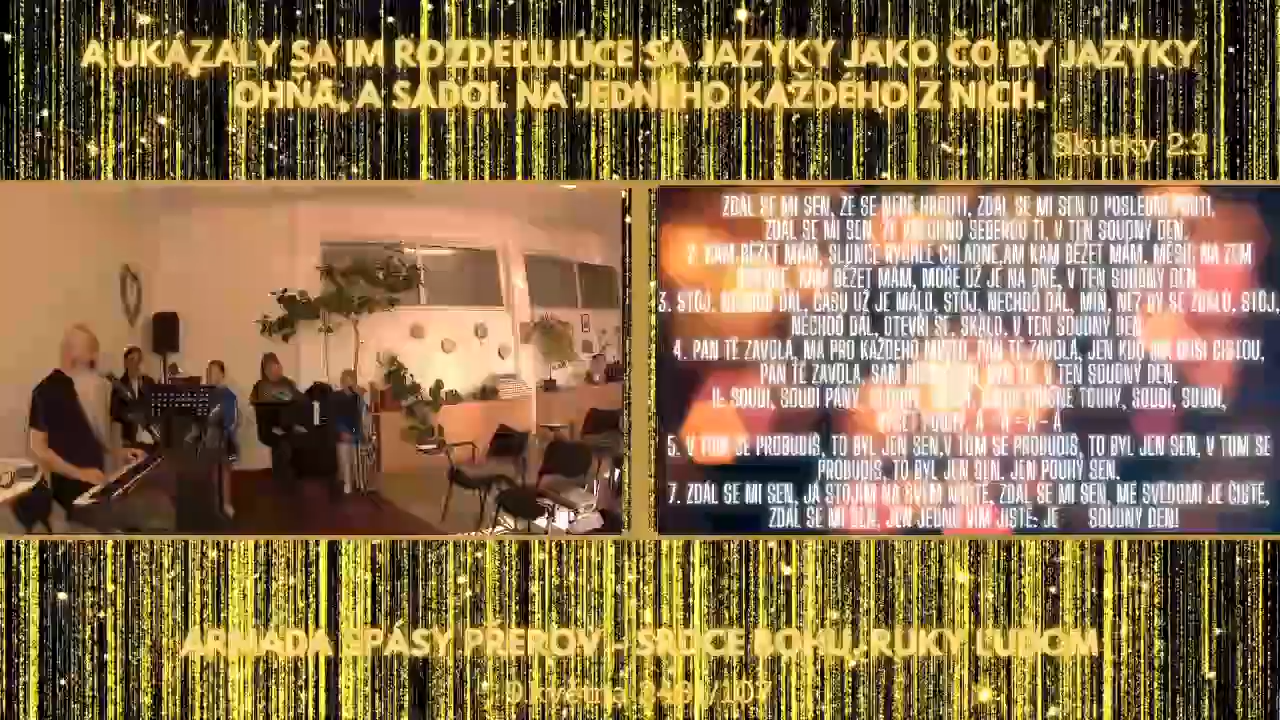 A UKÁZALY SA IM ROZDEĽUJÚCE SA JAZYKY JAKO ČO BY JAZYKY
OHŇA, A SADOL NA JEDNÉHO KAŽDÉHO Z NICH.
Skutky 2:3
ZDÁL SE MI SEN, ŽE SE NEBE HROUTÍ, ZDÁL SE MI SEN O POSLEDNÍ POUTI,
ZDÁL SE MI SEN, V TEN SOUDNÝ DEN.
2. KAM BĚŽET MÁM, SLUNCE RYCHLE CHLADNE, KAM BĚŽET MÁM, MĚSÍC NA ZEM
KAM BĚŽET MÁM, MOŘE UŽ JE NA DNĚ, V TEN SOUDNÝ DEN
3. STŮJ, NECHOĎ DÁL, ČASU UŽ JE MÁLO, STŮJ, NECHOĎ DÁL, MÍŇ, NEŽ BY SE ZDÁLO, STŮJ,
NECHOĎ DÁL, OTEVŘI SE, SKÁLO, V TEN SOUDNÝ DEN
4. PÁN TĚ ZAVOLÁ, MÁ PRO KAŽDÉHO MÍSTO, PÁN TĚ ZAVOLÁ, JEN KDO MÁ DUŠI ČISTOU,
PÁN TĚ ZAVOLÁ, SÁM V TEN SOUDNÝ DEN.
SOUDÍ, SOUDÍ PÁNY, TOUHY, SOUDÍ, SOUDÍ,
5. V TOM SE PROBUDÍŠ, TO BYL JEN SEN, V TOM SE PROBUDÍŠ, TO BYL JEN SEN, V TOM SE
PROBUDÍŠ, TO BYL JEN SEN. JEN POUHÝ SEN.
7. ZDÁL SE MI SEN, JÁ STOJÍM NA SVÉM MÍSTĚ, ZDÁL SE MI SEN, MÉ SVĚDOMÍ JE ČISTÉ,
ZDÁL SE MI SEN, JEN JEDNO VÍM JISTĚ: JE SOUDNÝ DEN!
ARMÁDA SPÁSY PŘEROV - SRDCE BOHU, RUKY ĽUĎOM